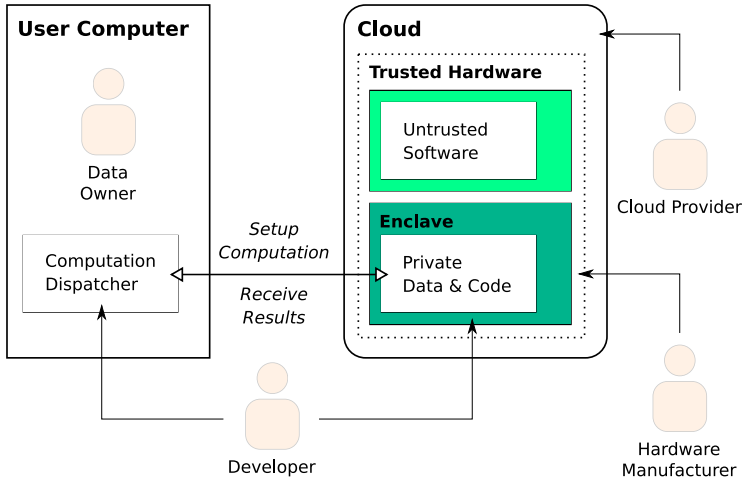 User Computer
Data
Owner
Computation
Dispatcher
Setup
Computation
Receive
Results
Cloud
Trusted Hardware
Untrusted
Software
Enclave
Private
Data & Code
Cloud Provider
Developer
Hardware
Manufacturer